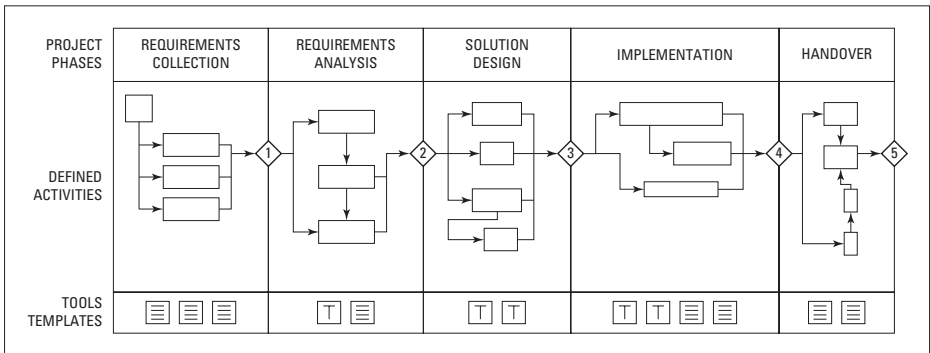 PROJECT
PHASES
REQUIREMENTS
COLLECTION
REQUIREMENTS
ANALYSIS
SOLUTION
DESIGN
IMPLEMENTATION
HANDOVER
DEFINED
ACTIVITIES
1
2
3
4
5
TOOLS
TEMPLATES
T
T T
T T